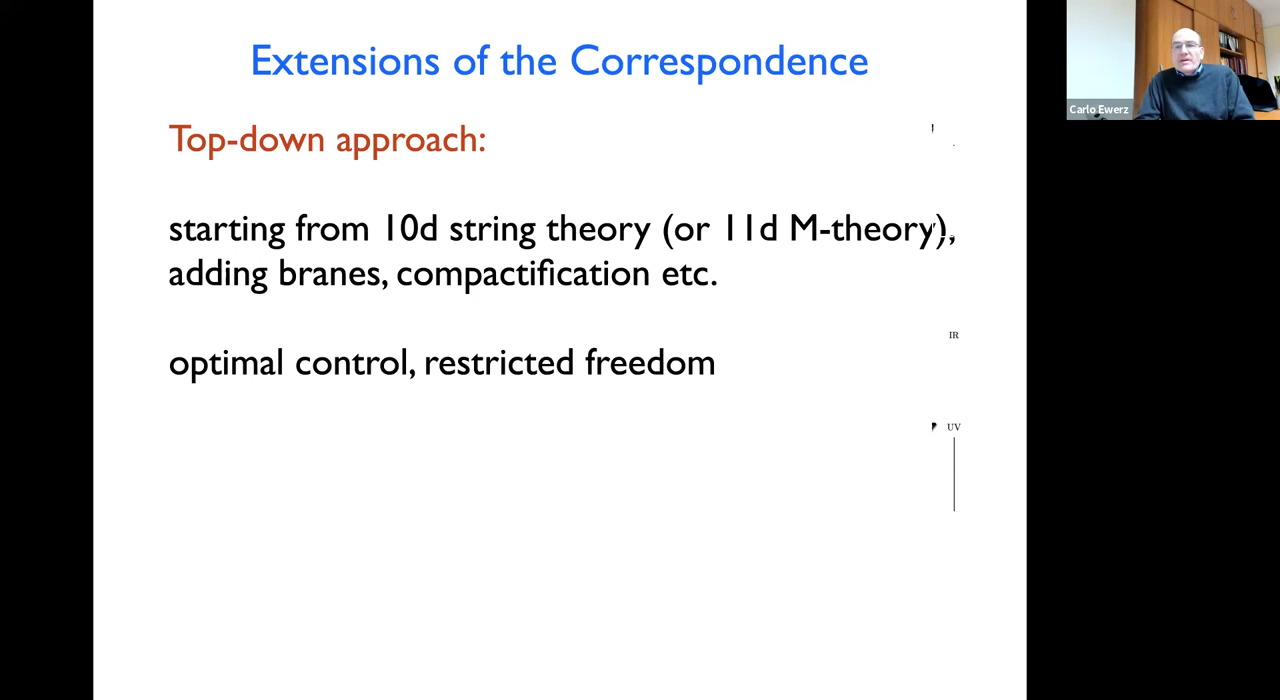 Extensions of the Correspondence
Carlo Ewerz
Top-down approach:
starting from 10d string theory (or 11d M-theory),
adding branes, compactification etc.
IR
optimal control, restricted freedom
UV